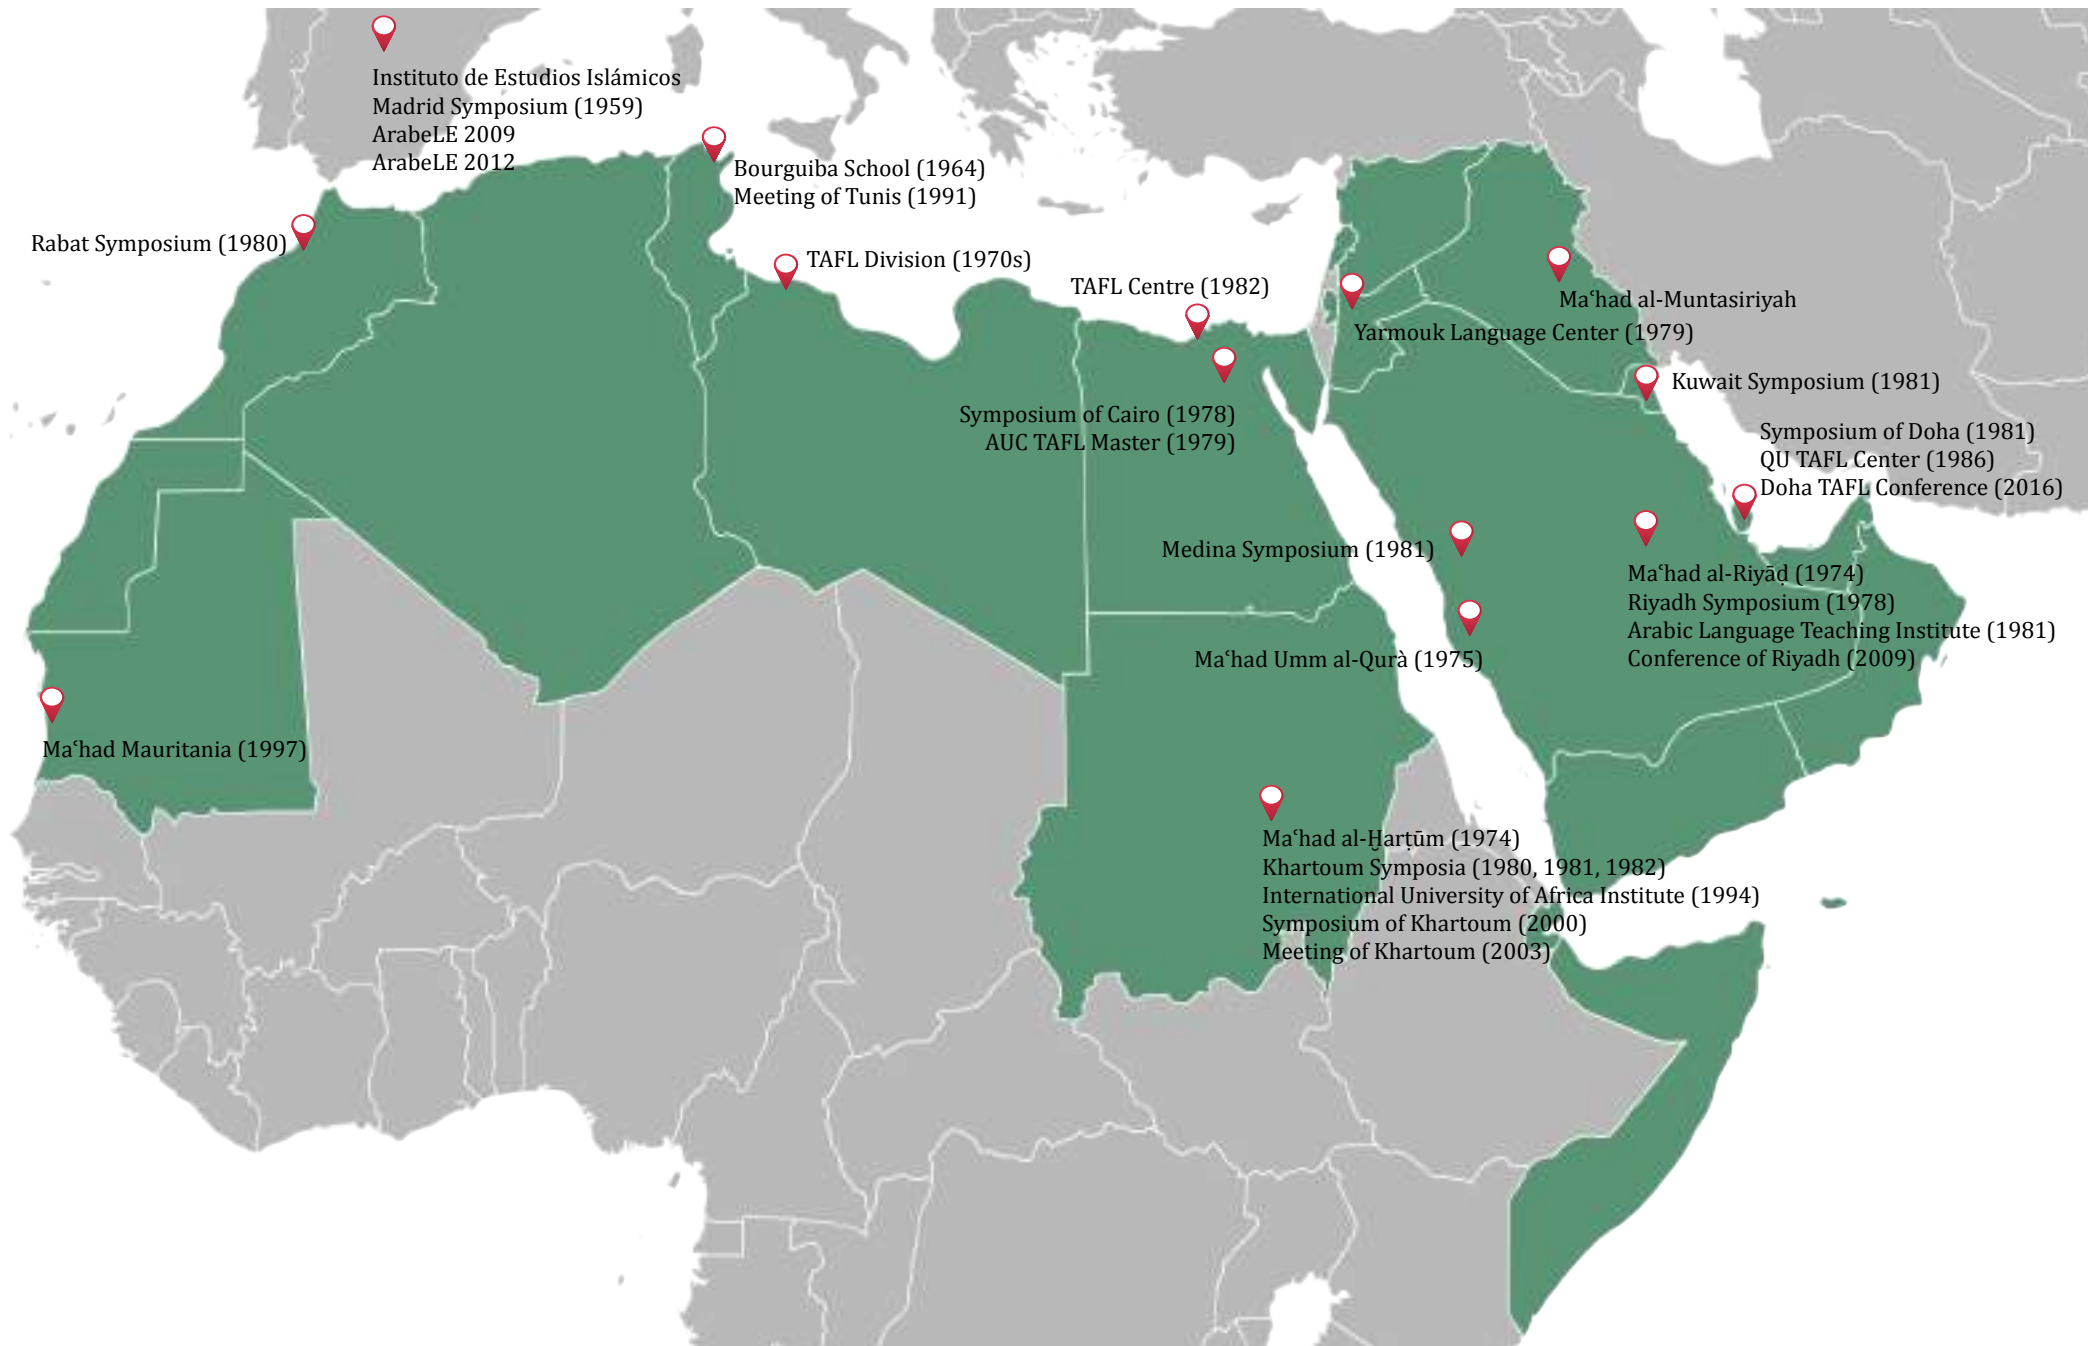 Instituto de Estudios Islámicos
Madrid Symposium (1959)
ArabeLE 2009
ArabeLE 2012
Bourguiba School (1964)
Meeting of Tunis (1991)
Rabat Symposium (1980)
TAFL Division (1970s)
TAFL Centre (1982)
Maʿhad al-Muntasiriyah
Yarmouk Language Center (1979)
Kuwait Symposium (1981)
Symposium of Cairo (1978)
AUC TAFL Master (1979)
Symposium of Doha (1981)
QU TAFL Center (1986)
Doha TAFL Conference (2016)
Medina Symposium (1981)
Maʿhad al-Riyāḍ (1974)
Riyadh Symposium (1978)
Arabic Language Teaching Institute (1981)
Conference of Riyadh (2009)
Maʿhad Umm al-Qurà (1975)
Maʿhad Mauritania (1997)
Maʿhad al-Ḫarṭūm (1974)
Khartoum Symposia (1980, 1981, 1982)
International University of Africa Institute (1994)
Symposium of Khartoum (2000)
Meeting of Khartoum (2003)